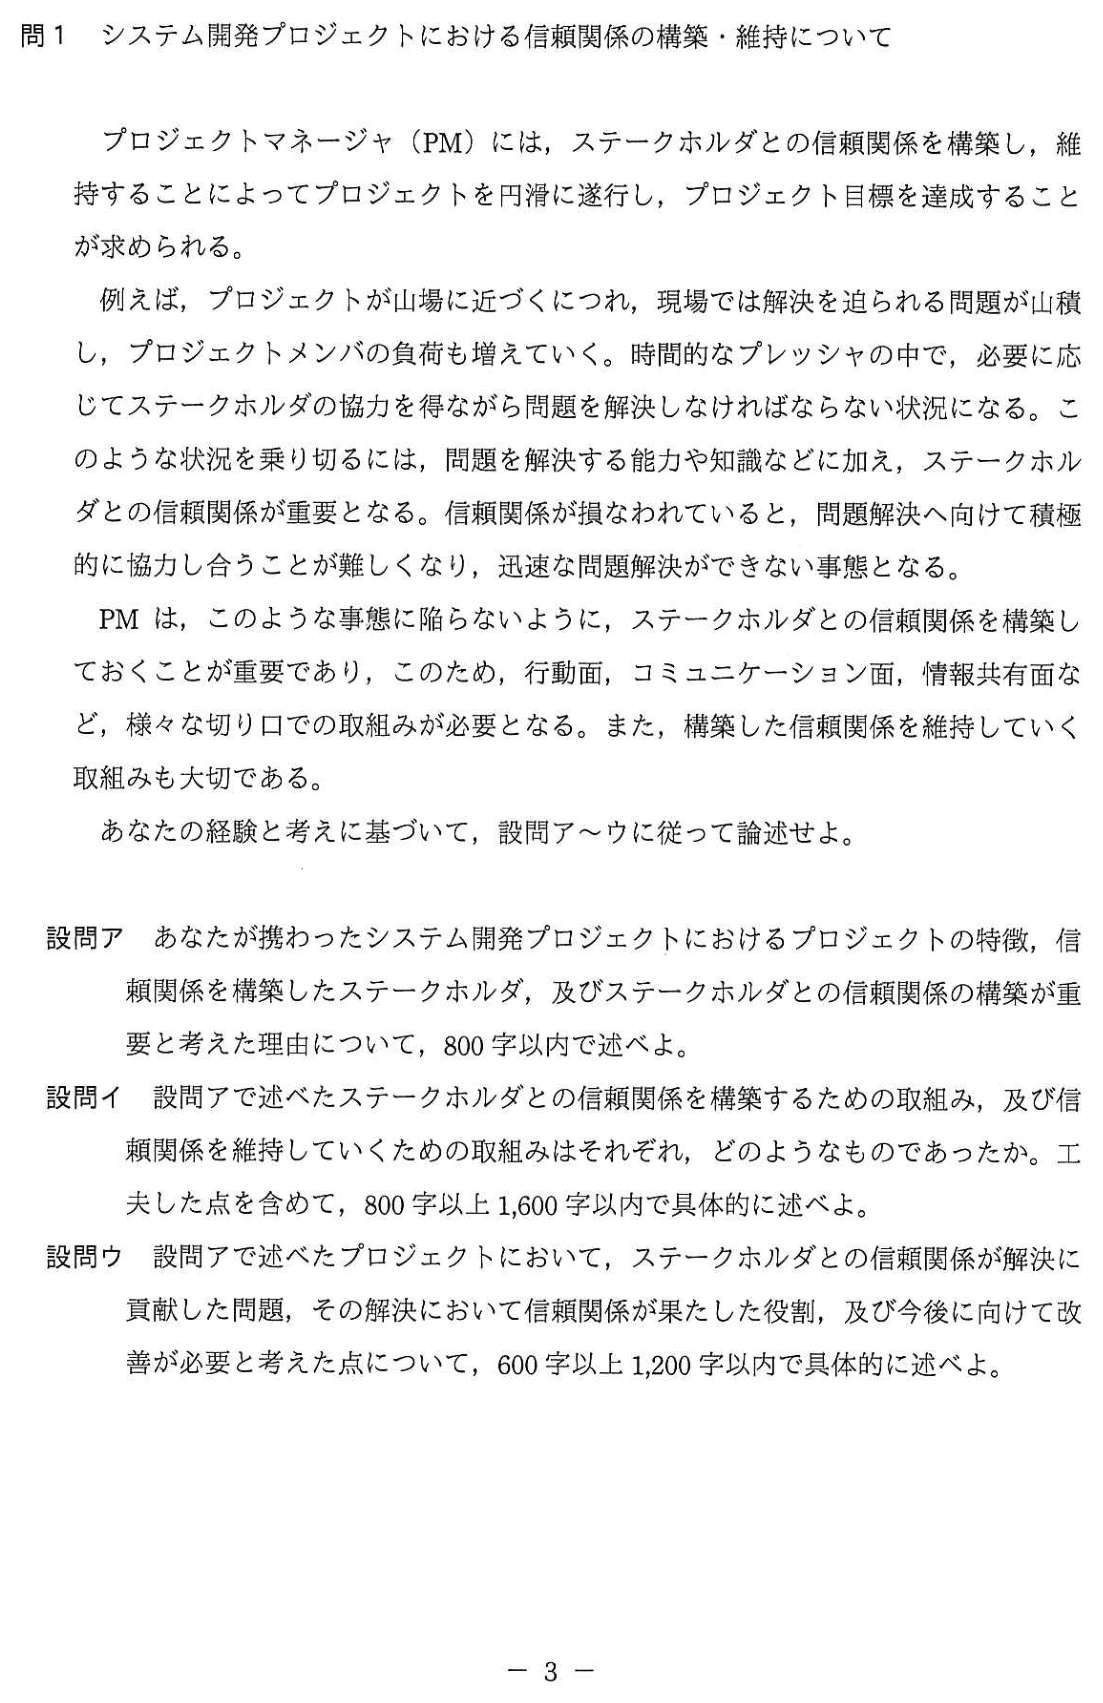 問1　システム開発プロジェクトにおける信頼関係の構築・維持について
プロジェクトマネージャ（PM）には，ステークホルダとの信頼関係を構築し，維
持することによってプロジェクトを円滑に遂行し，プロジェクト目標を達成すること
が求められる。
例えば，プロジェクトが山場に近づくにつれ，現場では解決を迫られる問題が山積
し，プロジェクトメンバの負荷も増えていく。時間的なプレッシャの中で，必要に応
じてステークホルダの協力を得ながら問題を解決しなければならない状況になる。こ
のような状況を乗り切るには，問題を解決する能力や知識などに加え，ステークホル
ダとの信頼関係が重要となる。信頼関係が損なわれていると，問題解決へ向けて積極
的に協力し合うことが難しくなり，迅速な問題解決ができない事態となる。
PM は，このような事態に陥らないように，ステークホルダとの信頼関係を構築し
ておくことが重要であり，このため，行動面，コミュニケーション面，情報共有面な
ど，様々な切り口での取組みが必要となる。また，構築した信頼関係を維持していく
取組みも大切である。
あなたの経験と考えに基づいて，設問ア～ウに従って論述せよ。
設問ア　あなたが携わったシステム開発プロジェクトにおけるプロジェクトの特徴，信
頼関係を構築したステークホルダ，及びステークホルダとの信頼関係の構築が重
要と考えた理由について，800 字以内で述べよ。
設問イ　設問アで述べたステークホルダとの信頼関係を構築するための取組み，及び信
頼関係を維持していくための取組みはそれぞれ，どのようなものであったか。工
夫した点を含めて，800 字以上 1,600 字以内で具体的に述べよ。
設問ウ　設問アで述べたプロジェクトにおいて，ステークホルダとの信頼関係が解決に
貢献した問題，その解決において信頼関係が果たした役割，及び今後に向けて改
善が必要と考えた点について，600 字以上 1,200 字以内で具体的に述べよ。
－ 3 －